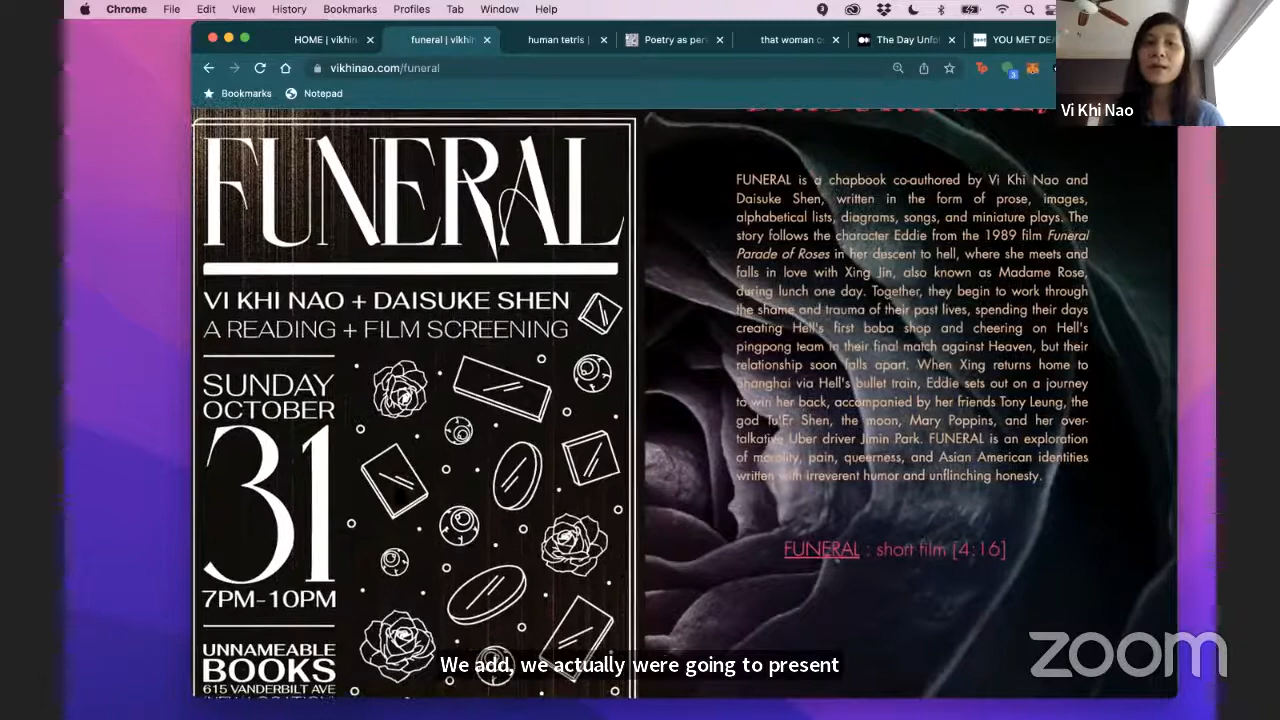 Chrome File Edit View History Bookmarks Profiles Tab Window Help
HOME | vikhin
funeral | vikhin
human tetris |
Poetry as per
that woman c
The Day Unfo
YOU MET DEA
vikhinao.com/funeral
Bookmarks
Notepad
Vi Khi Nao
FUNERAL
VI KHI NAO + DAISUKE SHEN
A READING + FILM SCREENING
SUNDAY
OCTOBER
31
7PM-10PM
UNNAMEABLE
BOOKS
615 VANDERBILT AVE
FUNERAL is a chapbook co-authored by Vi Khi Nao and
Daisuke Shen, written in the form of prose, images,
alphabetical lists, diagrams, songs, and miniature plays. The
story follows the character Eddie from the 1989 film Funeral
Parade of Roses in her descent to hell, where she meets and
falls in love with Xing Jin, also known as Madame Rose,
during lunch one day. Together, they begin to work through
the shame and trauma of their past lives, spending their days
creating Hell's first boba shop and cheering on Hell's
pingpong team in their final match against Heaven, but their
relationship soon falls apart. When Xing returns home to
Shanghai via Hell's bullet train, Eddie sets out on a journey
to win her back, accompanied by her friends Tony Leung, the
god Tu'Er Shen, the moon, Mary Poppins, and her over-
talkative Uber driver Jimin Park. FUNERAL is an exploration
of morality, pain, queerness, and Asian American identities
written with irreverent humor and unflinching honesty.
FUNERAL : short film [4:16]
We add, we actually were going to present
zoom